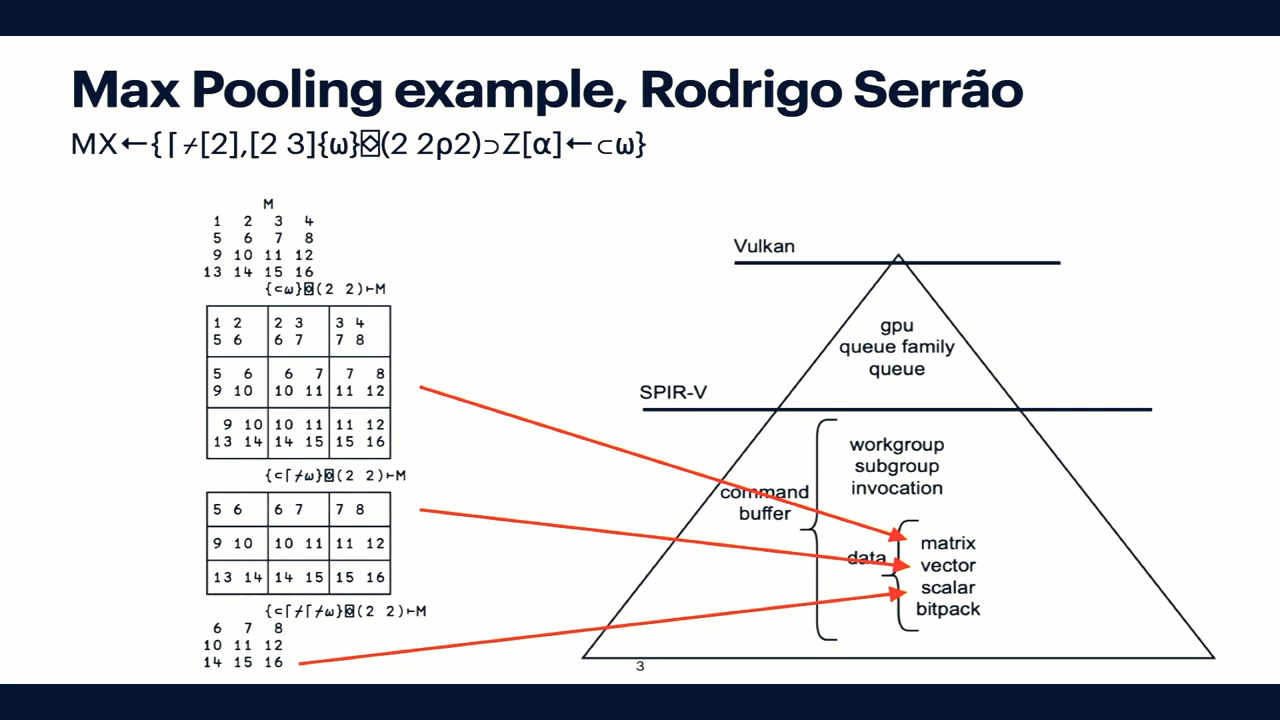 Max Pooling example, Rodrigo Serrão
MX←{⌈⌿[2],[2 3]{⍵}⌺(2 2⍴2)⊃Z[⍺]←⊂⍵}
M
1 2 3 4
5 6 7 8
9 10 11 12
13 14 15 16
{⊂⍵}⌺(2 2)⊢M
1 2 2 3 3 4
5 6 6 7 7 8
5 6 6 7 7 8
9 10 10 11 11 12
9 10 10 11 11 12
13 14 14 15 15 16
{⊂⌈⌿⍵}⌺(2 2)⊢M
5 6 6 7 7 8
9 10 10 11 11 12
13 14 14 15 15 16
{⊂⌈⌿⌈⌿⍵}⌺(2 2)⊢M
6 7 8
10 11 12
14 15 16
Vulkan
gpu
queue family
queue
SPIR-V
command
buffer
workgroup
subgroup
invocation
data
matrix
vector
scalar
bitpack
3